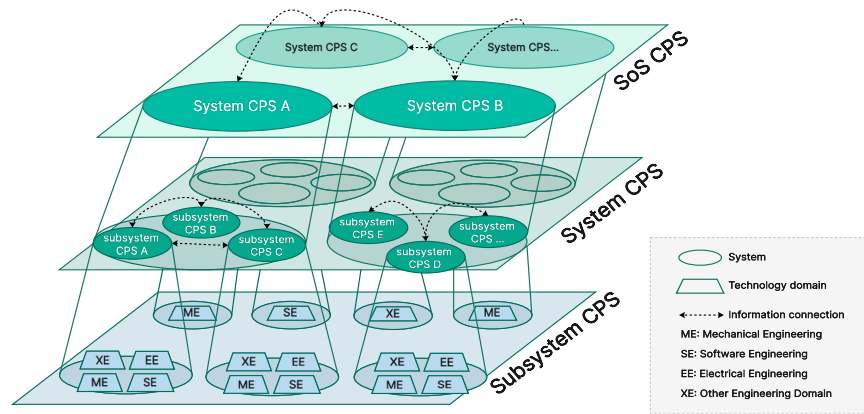 System CPS C
System CPS...
SoS CPS
System CPS A
System CPS B
System CPS
subsystem
CPS B
subsystem
CPS A
subsystem
CPS C
subsystem
CPS E
subsystem
CPS ...
subsystem
CPS D
Subsystem CPS
ME
SE
XE
ME
XE
EE
ME
SE
XE
EE
ME
SE
XE
EE
ME
SE
System
Technology domain
Information connection
ME: Mechanical Engineering
SE: Software Engineering
EE: Electrical Engineering
XE: Other Engineering Domain